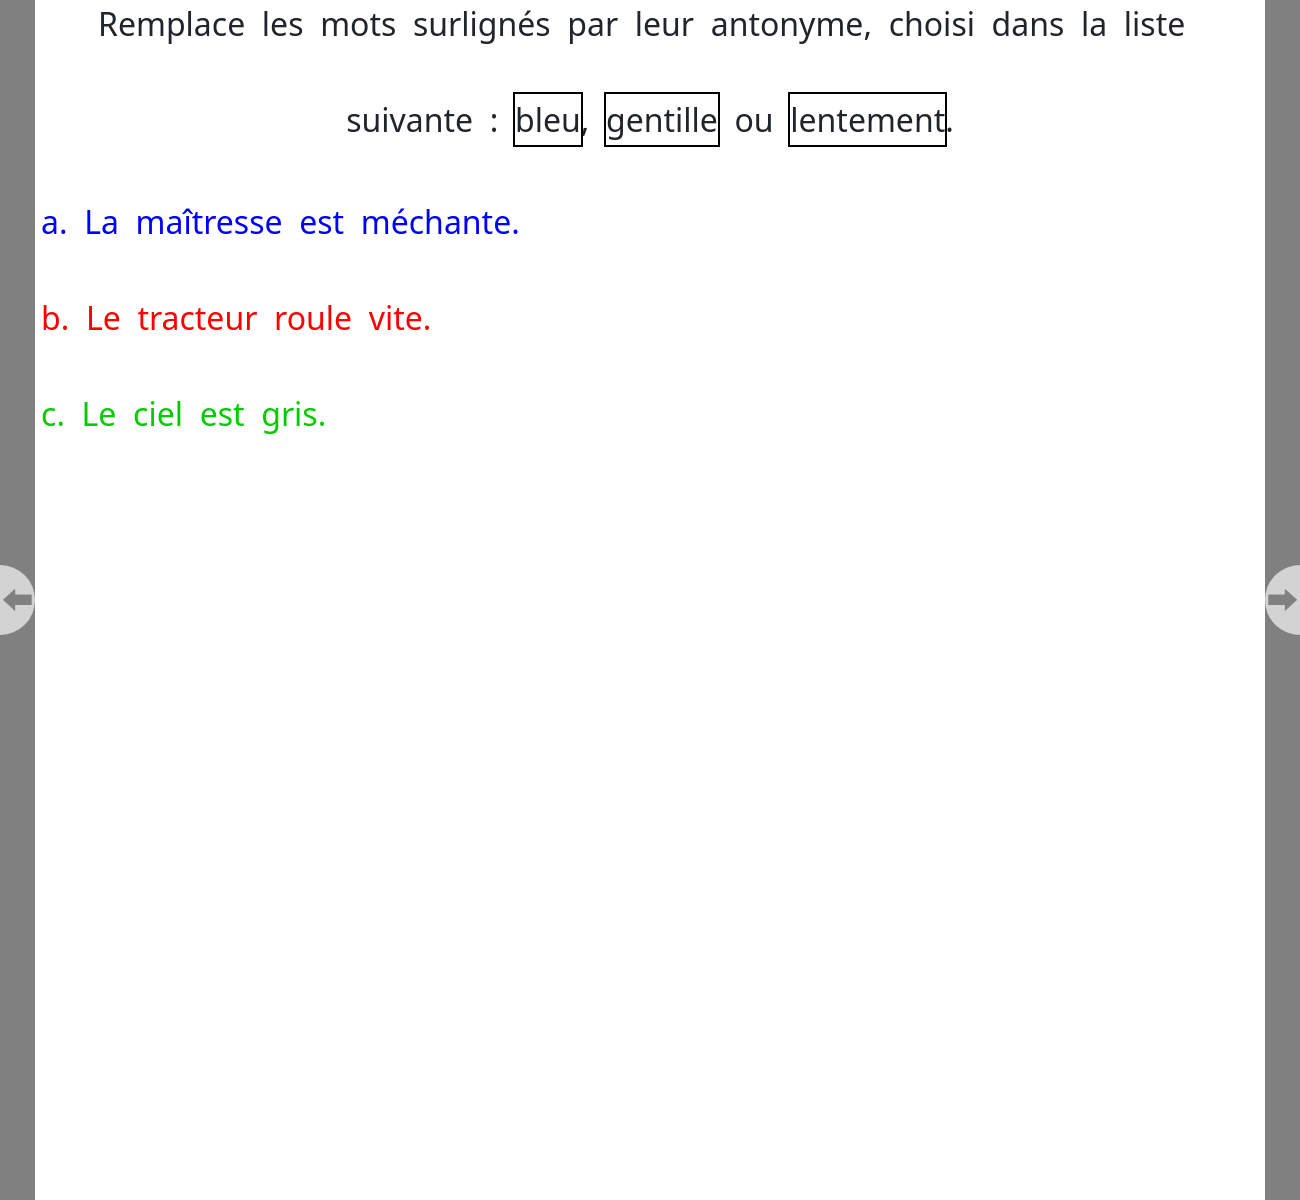 Remplace les mots surlignés par leur antonyme, choisi dans la liste
suivante : bleu, gentille ou lentement.
a. La maîtresse est méchante.
b. Le tracteur roule vite.
c. Le ciel est gris.